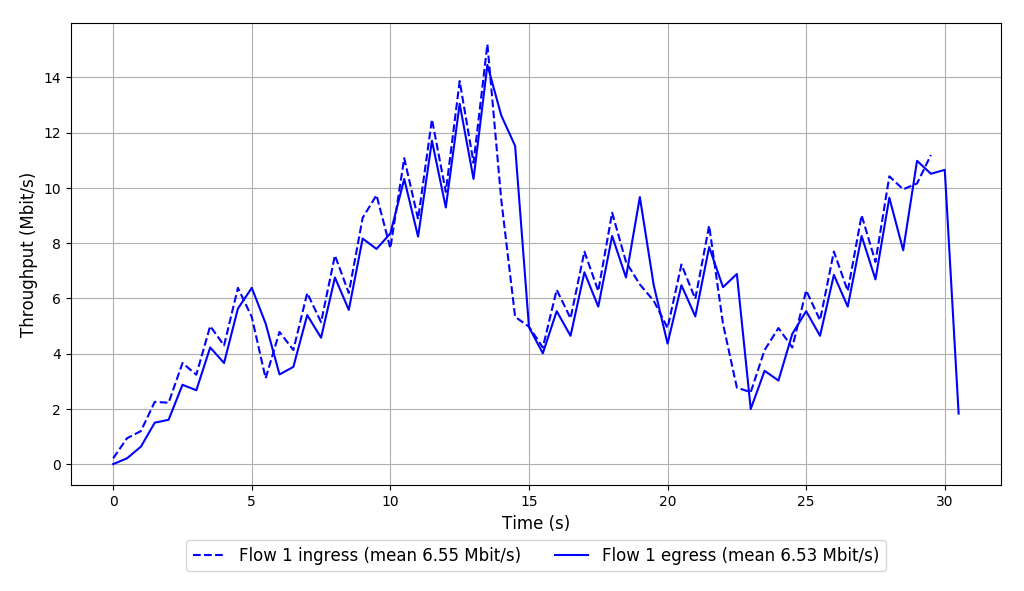 Throughput (Mbit/s)
14
12
10
8
6
4
2
0
0 5 10 15 20 25 30
Time (s)
Flow 1 ingress (mean 6.55 Mbit/s) Flow 1 egress (mean 6.53 Mbit/s)